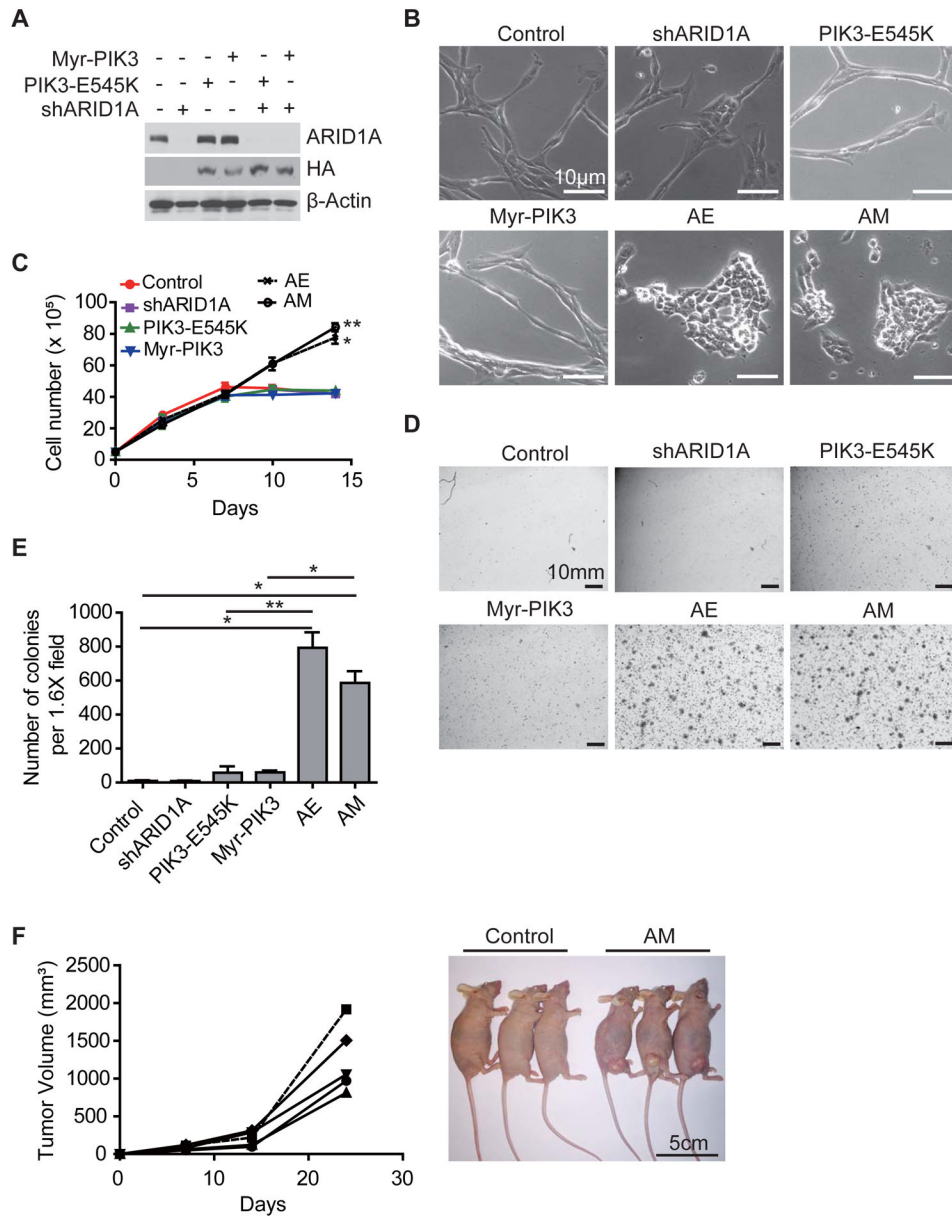 A
Myr-PIK3 - - - + - +
PIK3-E545K - - + - + -
shARID1A - + - - + +
ARID1A
HA
β-Actin
B
Control shARID1A PIK3-E545K
10μm
Myr-PIK3 AE AM
C
Control
shARID1A
PIK3-E545K
Myr-PIK3
AE
AM
Cell number (x 10⁵)
100
80
60
40
20
0
**
*
0 5 10 15
Days
D
Control shARID1A PIK3-E545K
10mm
Myr-PIK3 AE AM
E
*
*
**
*
Number of colonies
per 1.6X field
1000
800
600
400
200
0
Control
shARID1A
PIK3-E545K
Myr-PIK3
AE
AM
F
Tumor Volume (mm³)
2500
2000
1500
1000
500
0
0 10 20 30
Days
Control AM
5cm